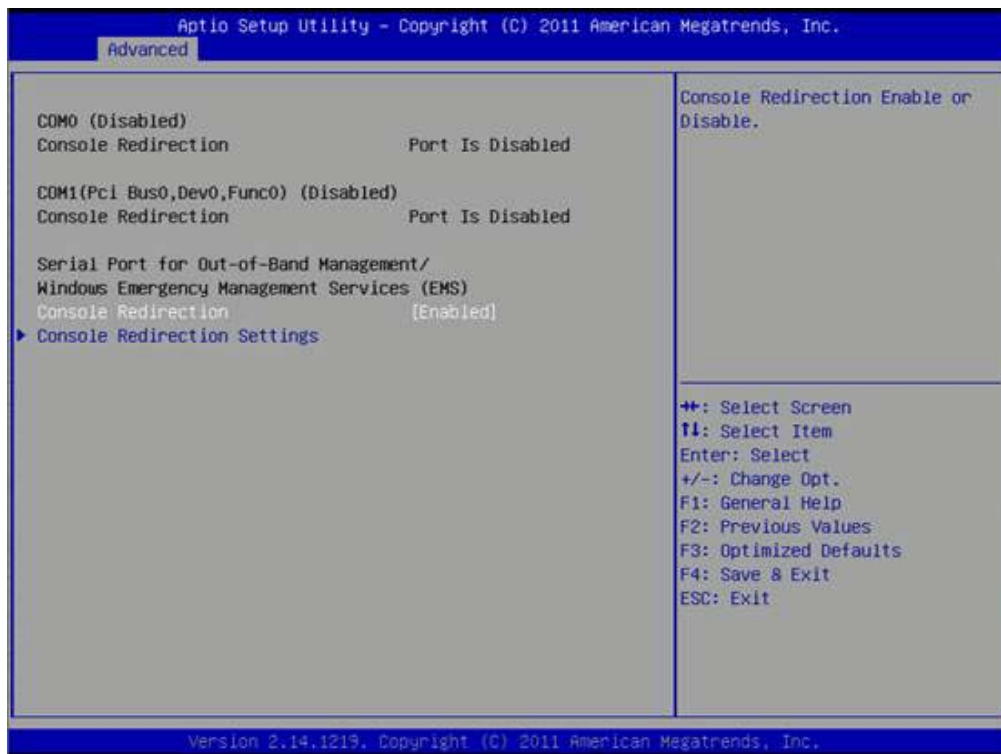 Aptio Setup Utility – Copyright (C) 2011 American Megatrends, Inc.
Advanced
COM0 (Disabled)
Console Redirection Port Is Disabled
COM1(Pci Bus0,Dev0,Func0) (Disabled)
Console Redirection Port Is Disabled
Serial Port for Out-of-Band Management/
Windows Emergency Management Services (EMS)
Console Redirection [Enabled]
Console Redirection Settings
Console Redirection Enable or
Disable.
→←: Select Screen
↑↓: Select Item
Enter: Select
+/-: Change Opt.
F1: General Help
F2: Previous Values
F3: Optimized Defaults
F4: Save & Exit
ESC: Exit
Version 2.14.1219. Copyright (C) 2011 American Megatrends, Inc.